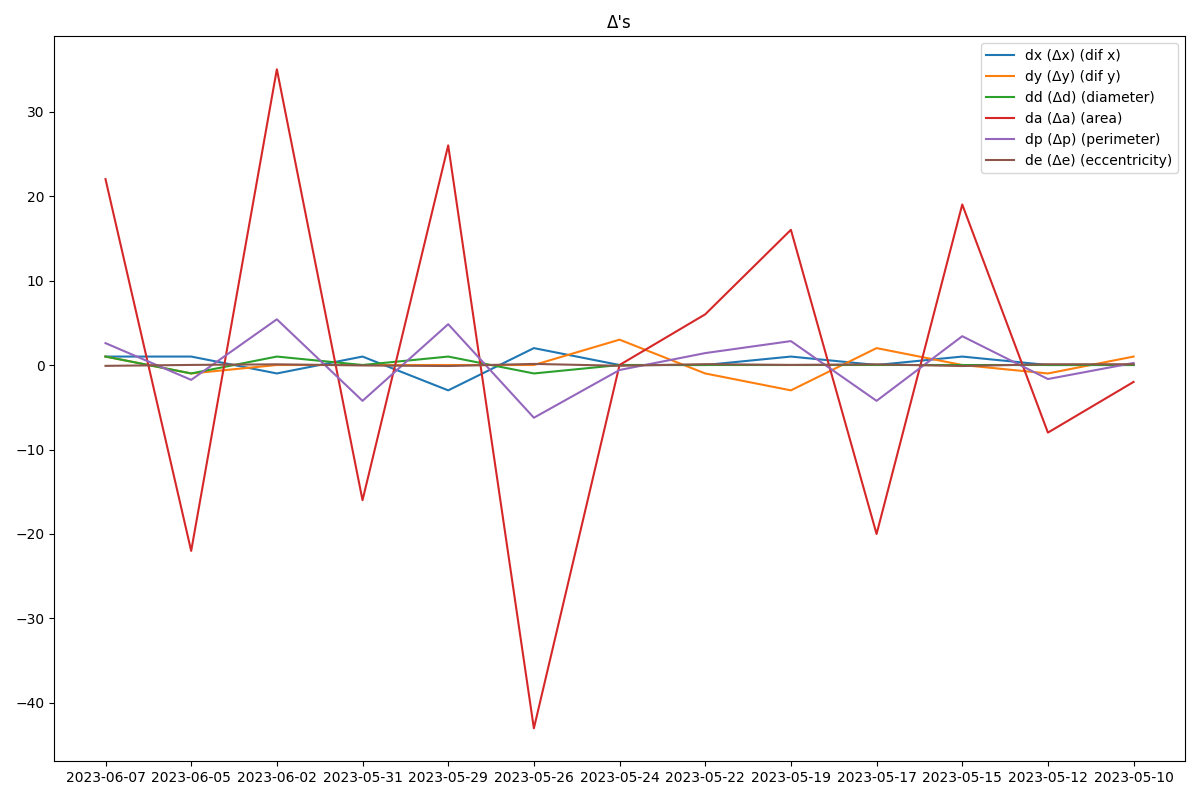 Δ's
dx (Δx) (dif x)
dy (Δy) (dif y)
dd (Δd) (diameter)
da (Δa) (area)
dp (Δp) (perimeter)
de (Δe) (eccentricity)
30
20
10
0
−10
−20
−30
−40
2023-06-07 2023-06-05 2023-06-02 2023-05-31 2023-05-29 2023-05-26 2023-05-24 2023-05-22 2023-05-19 2023-05-17 2023-05-15 2023-05-12 2023-05-10